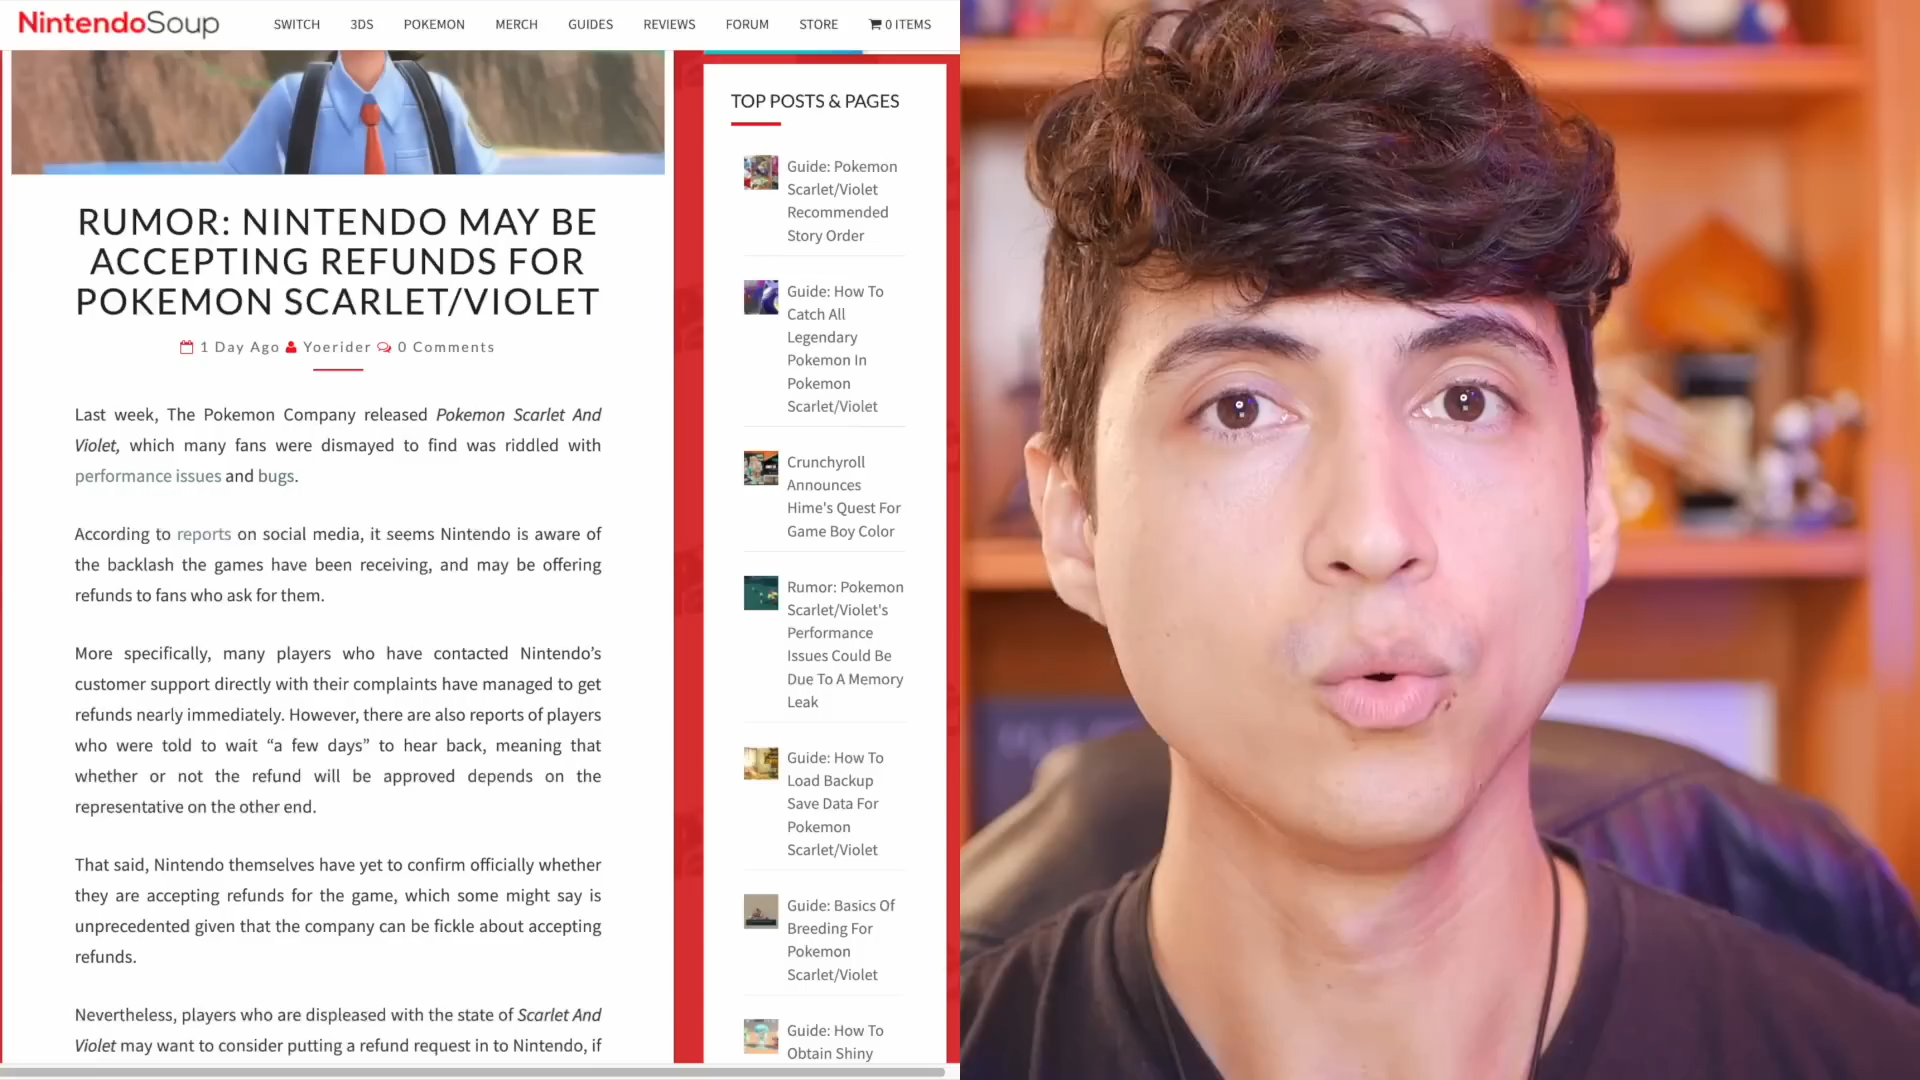 NintendoSoup
SWITCH 3DS POKEMON MERCH GUIDES REVIEWS FORUM STORE 0 ITEMS
RUMOR: NINTENDO MAY BE
ACCEPTING REFUNDS FOR
POKEMON SCARLET/VIOLET
1 Day Ago Yoerider 0 Comments
Last week, The Pokemon Company released Pokemon Scarlet And
Violet, which many fans were dismayed to find was riddled with
performance issues and bugs.
According to reports on social media, it seems Nintendo is aware of
the backlash the games have been receiving, and may be offering
refunds to fans who ask for them.
More specifically, many players who have contacted Nintendo’s
customer support directly with their complaints have managed to get
refunds nearly immediately. However, there are also reports of players
who were told to wait “a few days” to hear back, meaning that
whether or not the refund will be approved depends on the
representative on the other end.
That said, Nintendo themselves have yet to confirm officially whether
they are accepting refunds for the game, which some might say is
unprecedented given that the company can be fickle about accepting
refunds.
Nevertheless, players who are displeased with the state of Scarlet And
Violet may want to consider putting a refund request in to Nintendo, if
TOP POSTS & PAGES
Guide: Pokemon
Scarlet/Violet
Recommended
Story Order
Guide: How To
Catch All
Legendary
Pokemon In
Pokemon
Scarlet/Violet
Crunchyroll
Announces
Hime's Quest For
Game Boy Color
Rumor: Pokemon
Scarlet/Violet's
Performance
Issues Could Be
Due To A Memory
Leak
Guide: How To
Load Backup
Save Data For
Pokemon
Scarlet/Violet
Guide: Basics Of
Breeding For
Pokemon
Scarlet/Violet
Guide: How To
Obtain Shiny